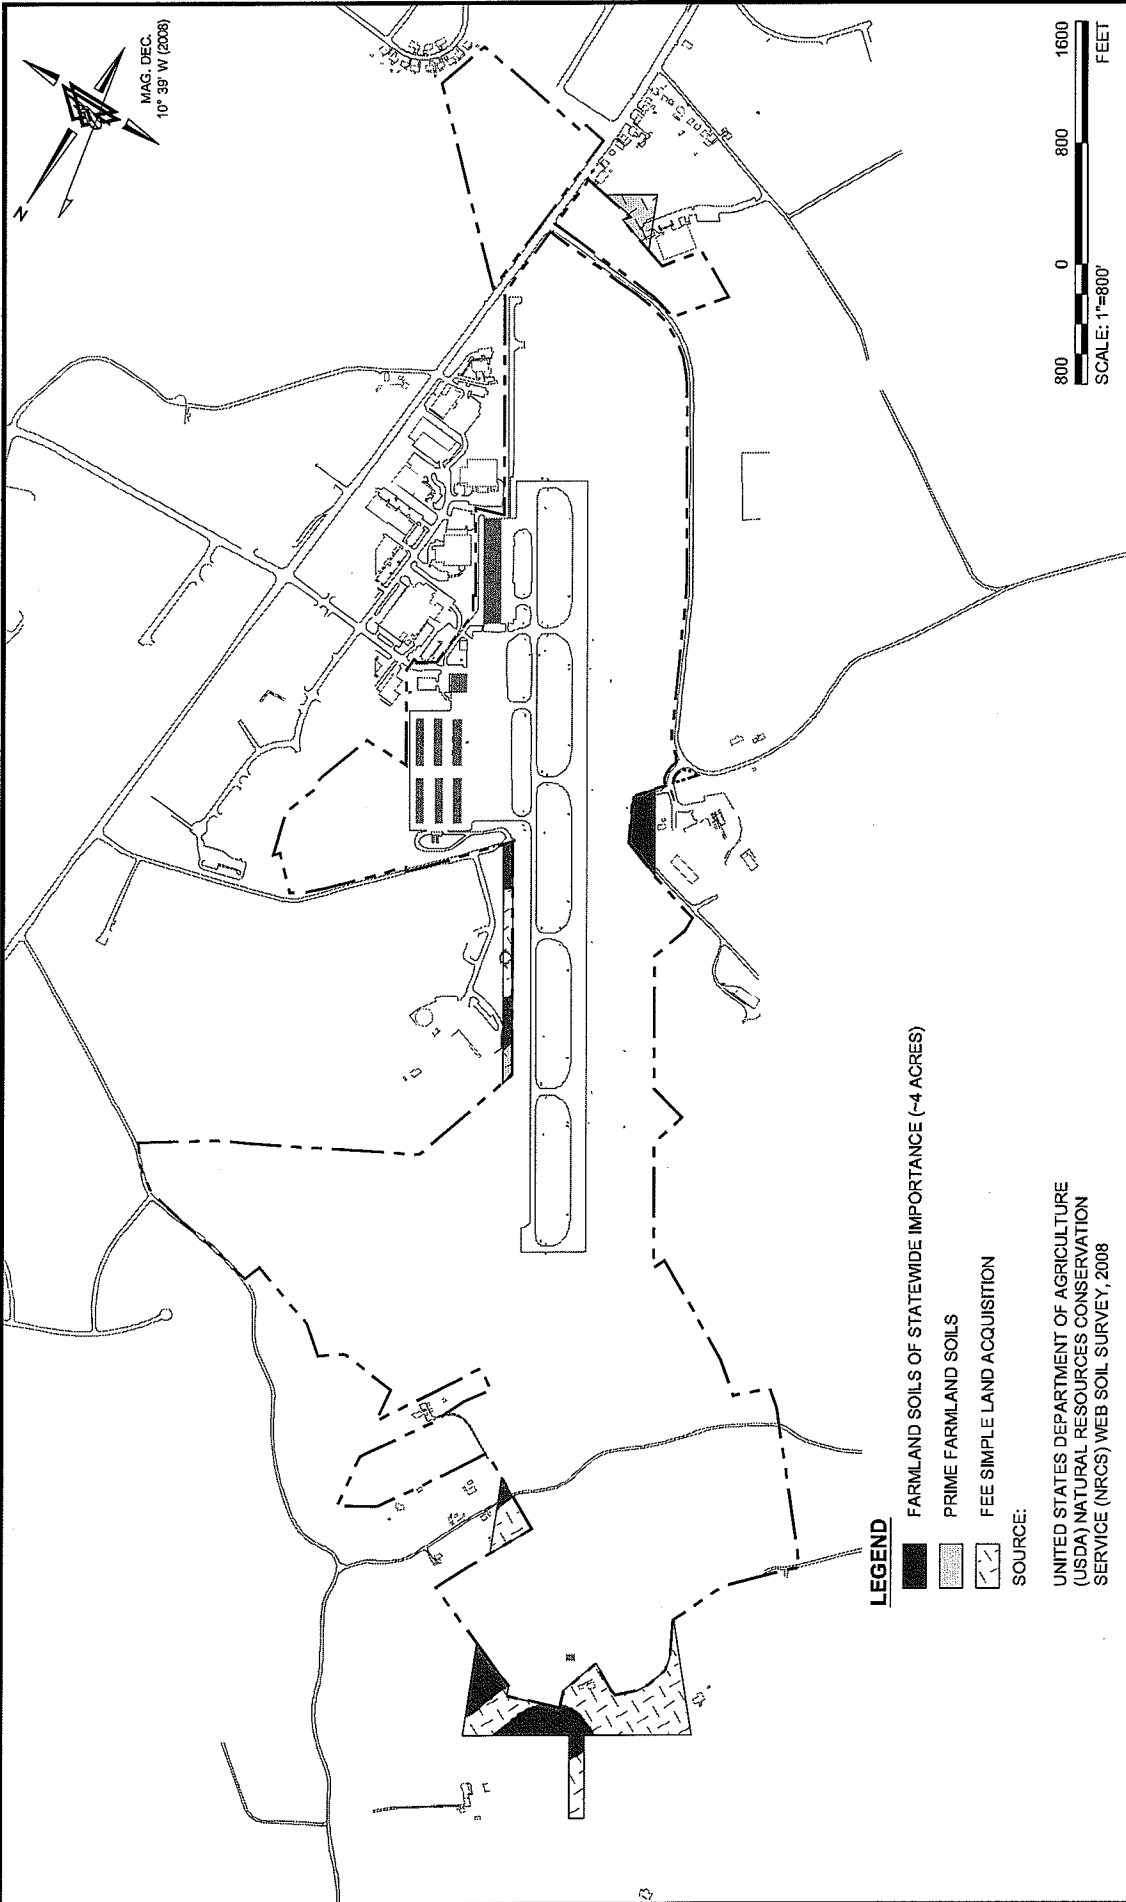 N
MAG. DEC.
10° 39' W (2008)
LEGEND
FARMLAND SOILS OF STATEWIDE IMPORTANCE (~4 ACRES)
PRIME FARMLAND SOILS
FEE SIMPLE LAND ACQUISITION
SOURCE:
UNITED STATES DEPARTMENT OF AGRICULTURE
(USDA) NATURAL RESOURCES CONSERVATION
SERVICE (NRCS) WEB SOIL SURVEY, 2008
800 0 800 1600
SCALE: 1"=800' FEET